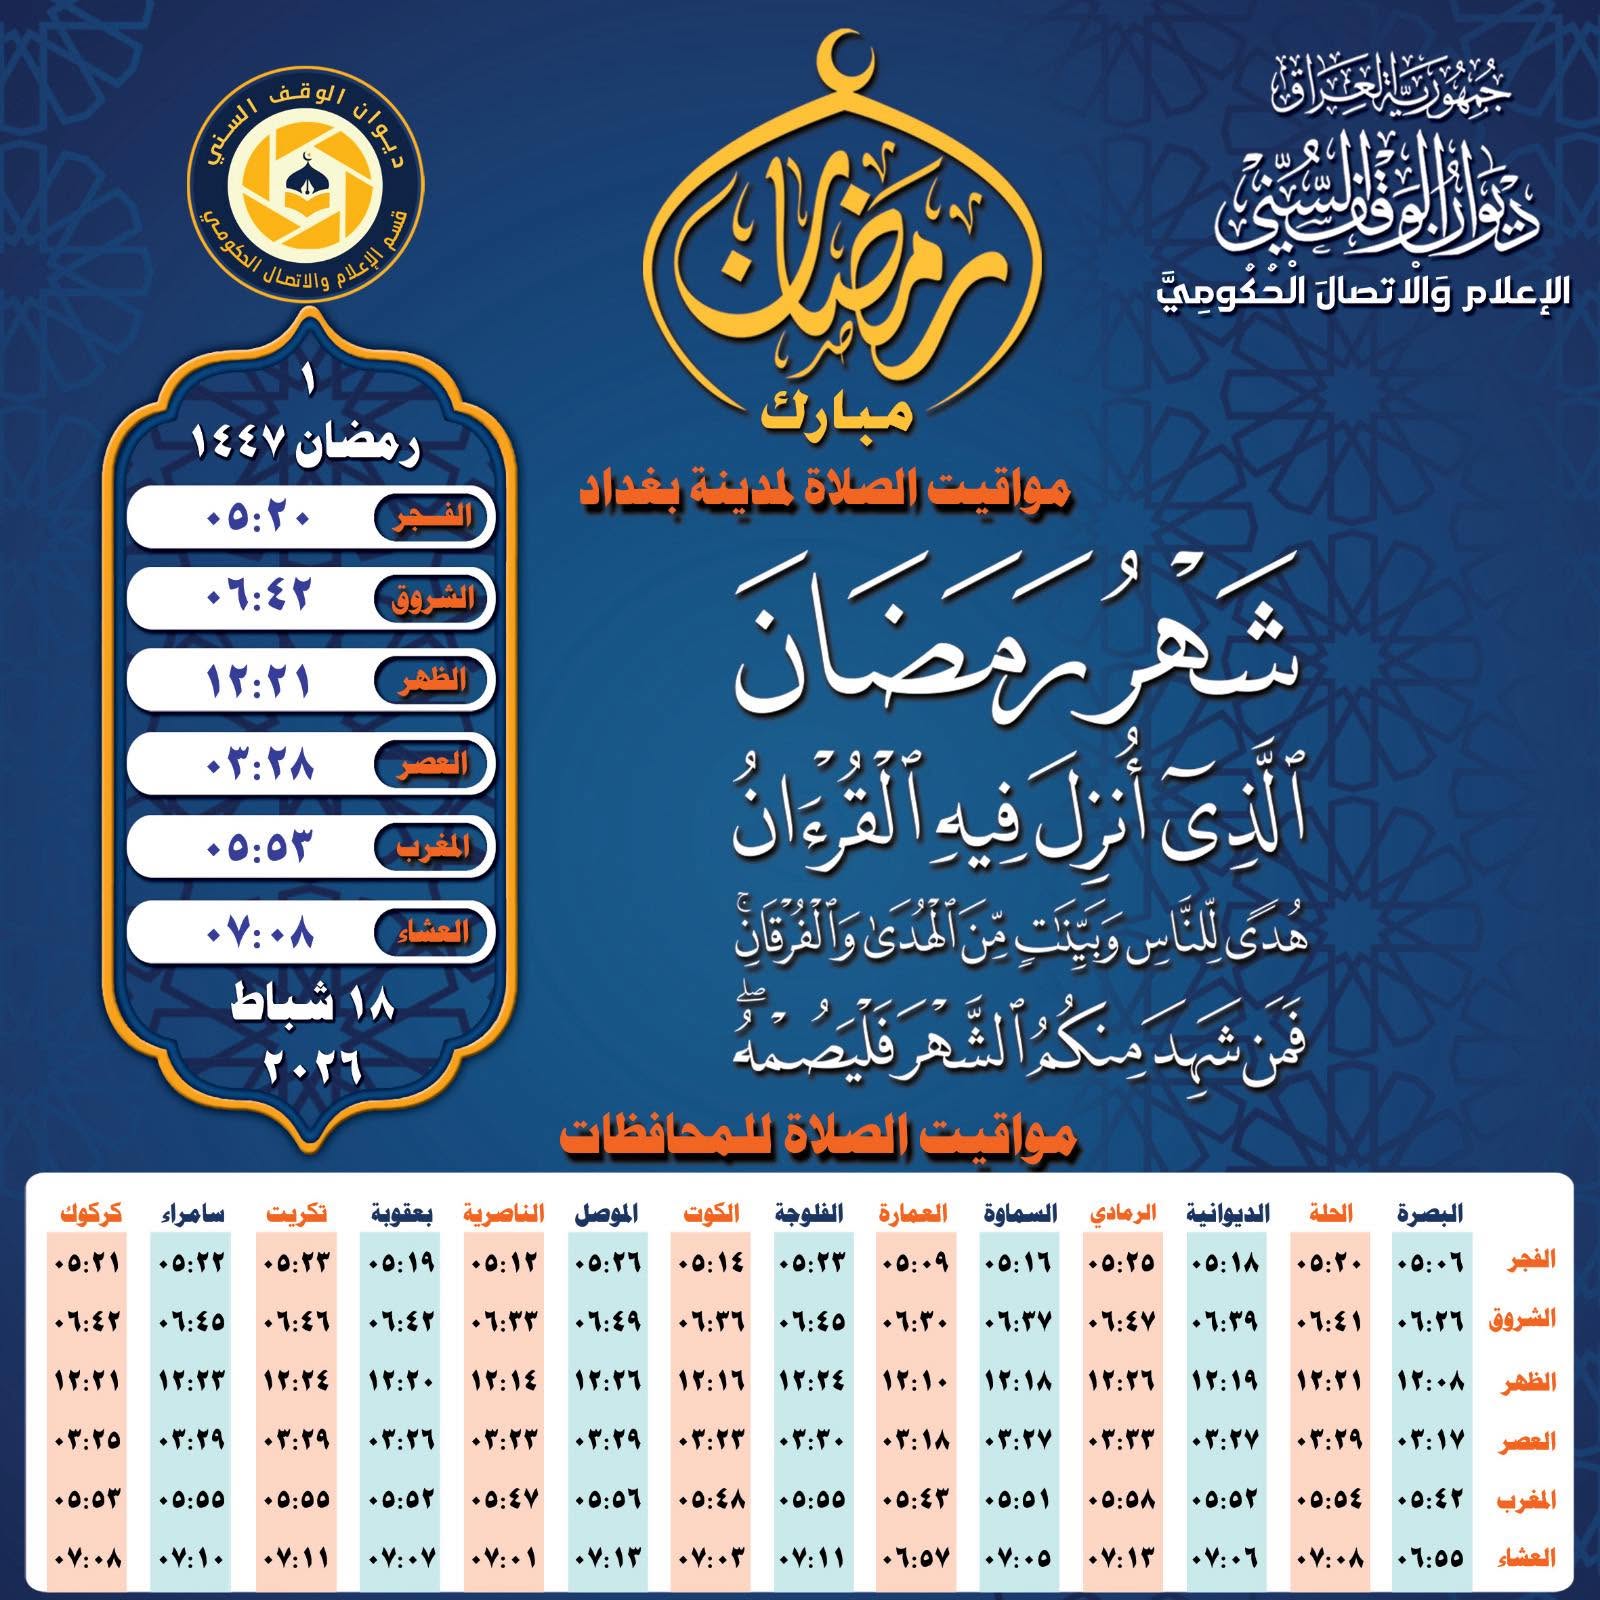 جُمهُورِيَّة العِرَاق
دِيوَانُ الوَقْفِ السُّنِّي
الإعلام وَالاتصالَ الْحُكُومِيَّ
ديوان الوقف السني
قسم الإعلام والاتصال الحكومي
رمضان
مبارك
مواقيت الصلاة لمدينة بغداد
١
رمضان ١٤٤٧
الفجر ٠٥:٢٠
الشروق ٠٦:٤٢
الظهر ١٢:٢١
العصر ٠٣:٢٨
المغرب ٠٥:٥٣
العشاء ٠٧:٠٨
١٨ شباط
٢٠٢٦
شَهْرُ رَمَضَانَ
ٱلَّذِىٓ أُنزِلَ فِيهِ ٱلْقُرْءَانُ
هُدًى لِّلنَّاسِ وَبَيِّنَٰتٍ مِّنَ ٱلْهُدَىٰ وَٱلْفُرْقَانِۚ
فَمَن شَهِدَ مِنكُمُ ٱلشَّهْرَ فَلْيَصُمْهُۖ
مواقيت الصلاة للمحافظات
البصرة الحلة الديوانية الرمادي السماوة العمارة الفلوجة الكوت الموصل الناصرية بعقوبة تكريت سامراء كركوك
الفجر ٠٥:٠٦ ٠٥:٢٠ ٠٥:١٨ ٠٥:٢٥ ٠٥:١٦ ٠٥:٠٩ ٠٥:٢٣ ٠٥:١٤ ٠٥:٢٦ ٠٥:١٢ ٠٥:١٩ ٠٥:٢٣ ٠٥:٢٢ ٠٥:٢١
الشروق ٠٦:٢٦ ٠٦:٤١ ٠٦:٣٩ ٠٦:٤٧ ٠٦:٣٧ ٠٦:٣٠ ٠٦:٤٥ ٠٦:٣٦ ٠٦:٤٩ ٠٦:٣٣ ٠٦:٤٢ ٠٦:٤٦ ٠٦:٤٥ ٠٦:٤٢
الظهر ١٢:٠٨ ١٢:٢١ ١٢:١٩ ١٢:٢٦ ١٢:١٨ ١٢:١٠ ١٢:٢٤ ١٢:١٦ ١٢:٢٦ ١٢:١٤ ١٢:٢٠ ١٢:٢٤ ١٢:٢٣ ١٢:٢١
العصر ٠٣:١٧ ٠٣:٢٩ ٠٣:٢٧ ٠٣:٣٣ ٠٣:٢٧ ٠٣:١٨ ٠٣:٣٠ ٠٣:٢٣ ٠٣:٢٩ ٠٣:٢٣ ٠٣:٢٦ ٠٣:٢٩ ٠٣:٢٩ ٠٣:٢٥
المغرب ٠٥:٤٢ ٠٥:٥٤ ٠٥:٥٢ ٠٥:٥٨ ٠٥:٥١ ٠٥:٤٣ ٠٥:٥٥ ٠٥:٤٨ ٠٥:٥٦ ٠٥:٤٧ ٠٥:٥٢ ٠٥:٥٥ ٠٥:٥٥ ٠٥:٥٣
العشاء ٠٦:٥٥ ٠٧:٠٨ ٠٧:٠٦ ٠٧:١٣ ٠٧:٠٥ ٠٦:٥٧ ٠٧:١١ ٠٧:٠٣ ٠٧:١٣ ٠٧:٠١ ٠٧:٠٧ ٠٧:١١ ٠٧:١٠ ٠٧:٠٨